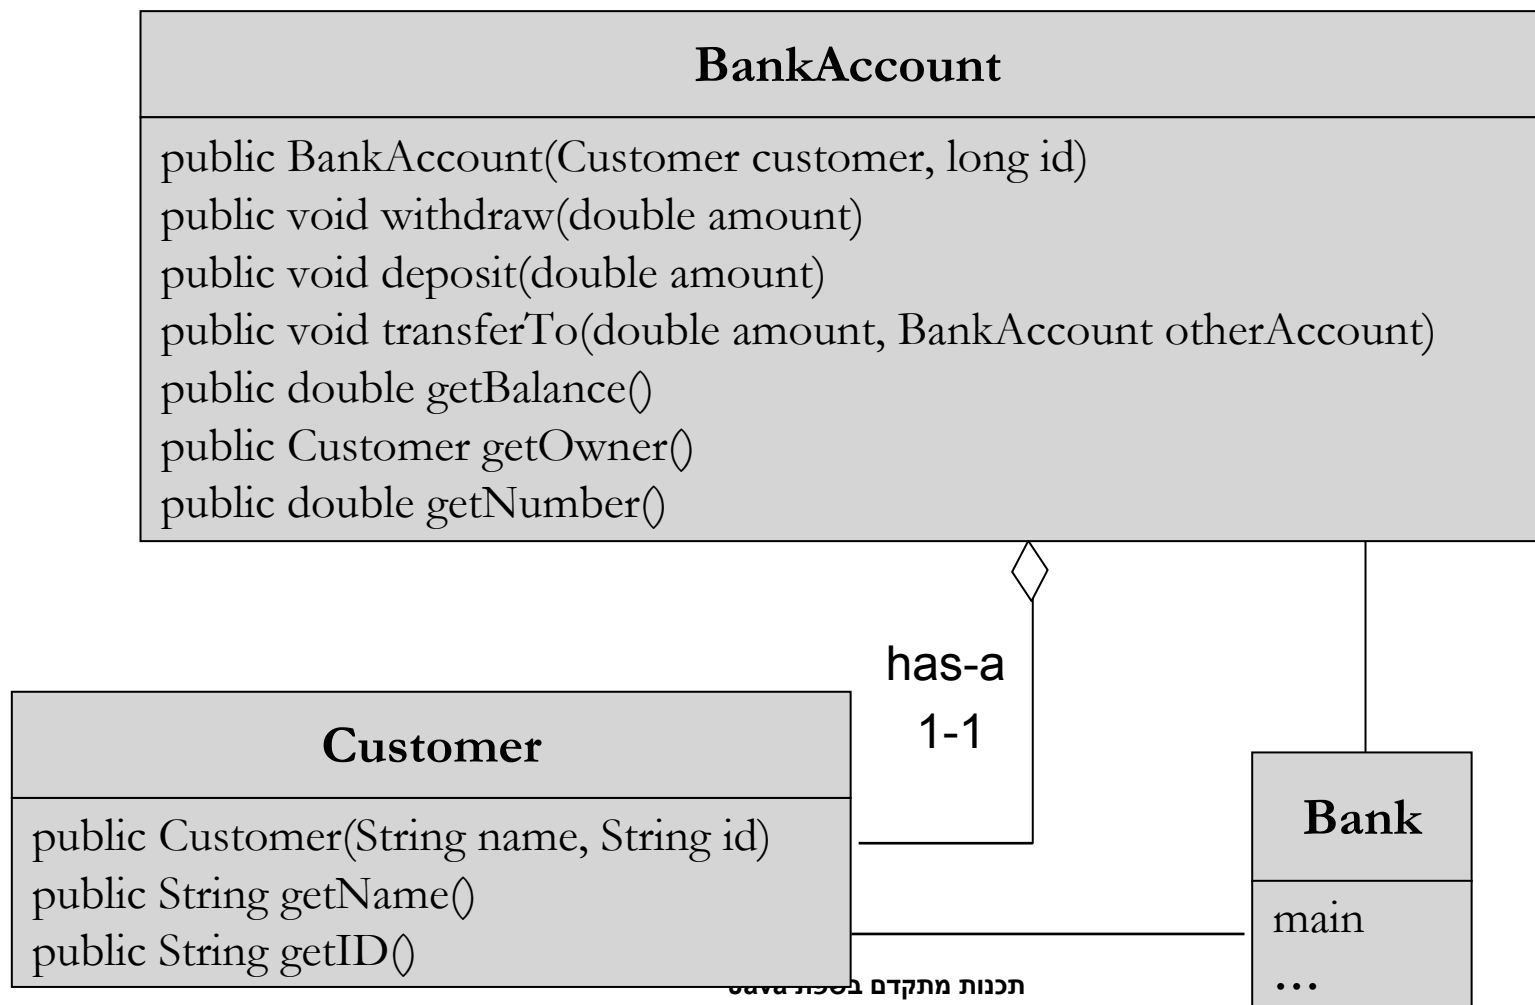 BankAccount
public BankAccount(Customer customer, long id)
public void withdraw(double amount)
public void deposit(double amount)
public void transferTo(double amount, BankAccount otherAccount)
public double getBalance()
public Customer getOwner()
public double getNumber()
has-a
1-1
Customer
public Customer(String name, String id)
public String getName()
public String getID()
Bank
main
...
תכנות מתקדם בשפת Java